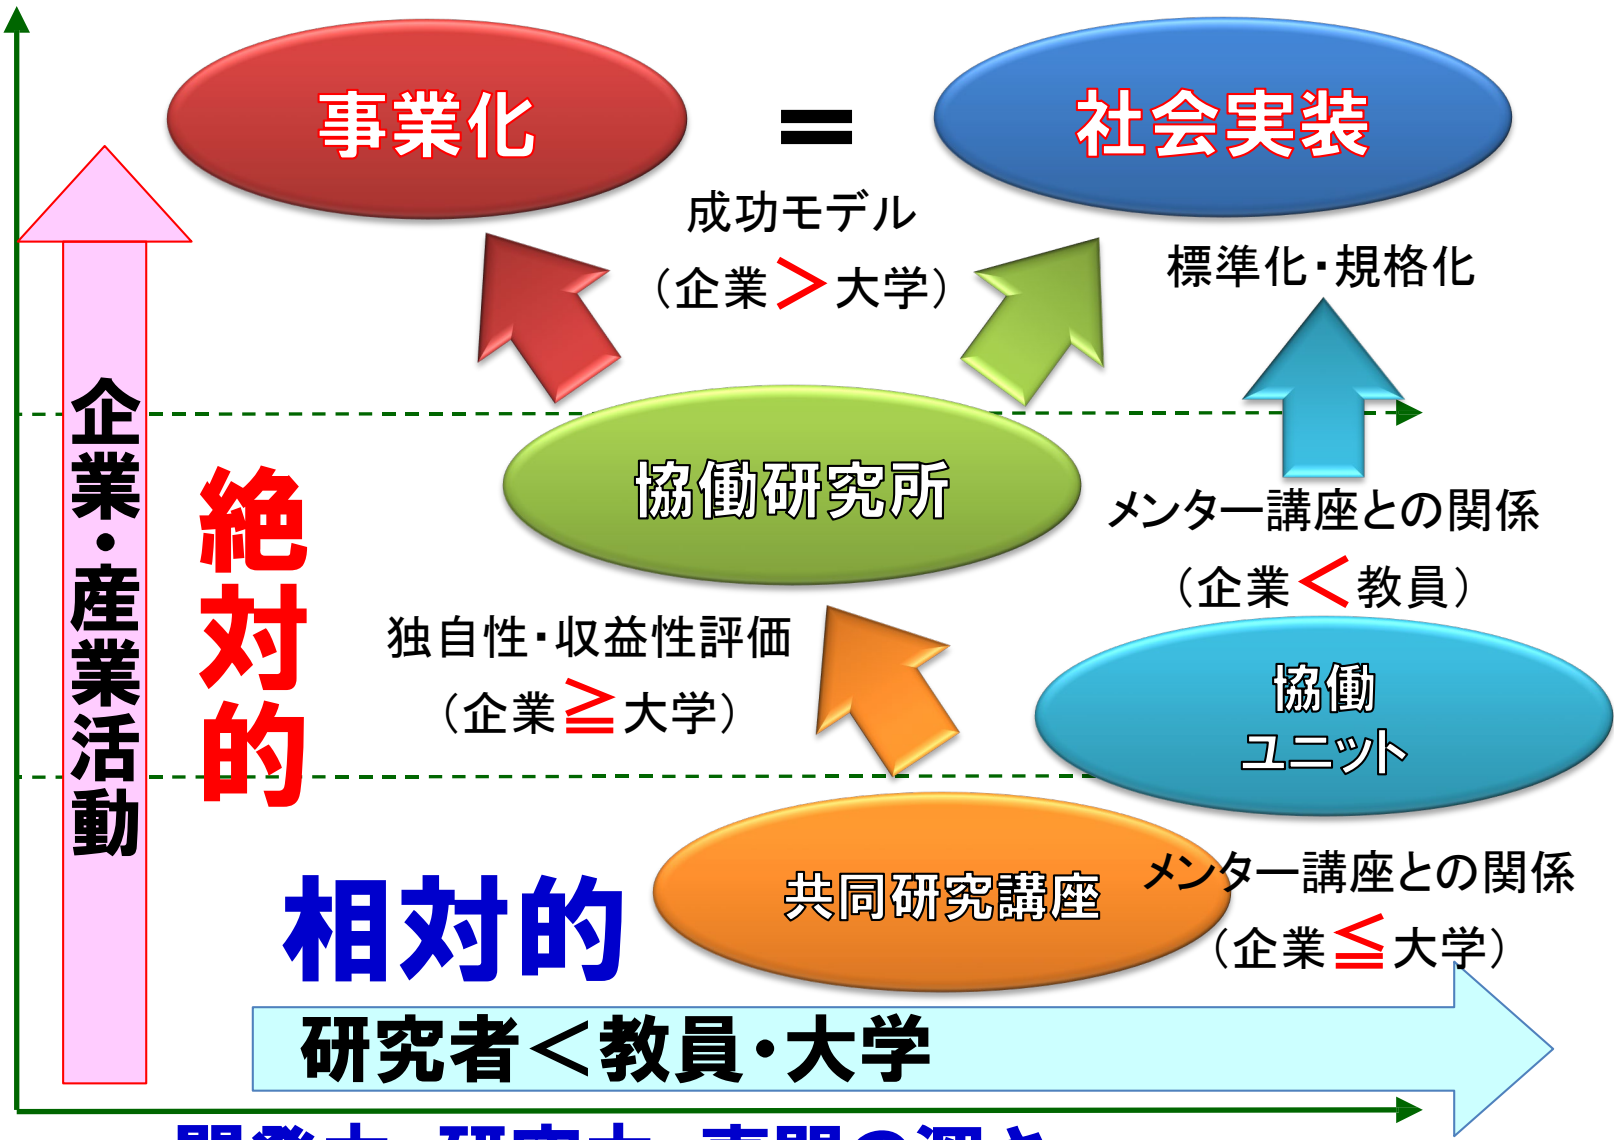 事業化
＝
社会実装
成功モデル
（企業＞大学）
標準化・規格化
企業・産業活動
絶対的
協働研究所
メンター講座との関係
（企業＜教員）
独自性・収益性評価
（企業≧大学）
協働
ユニット
共同研究講座
メンター講座との関係
（企業≦大学）
相対的
研究者＜教員・大学